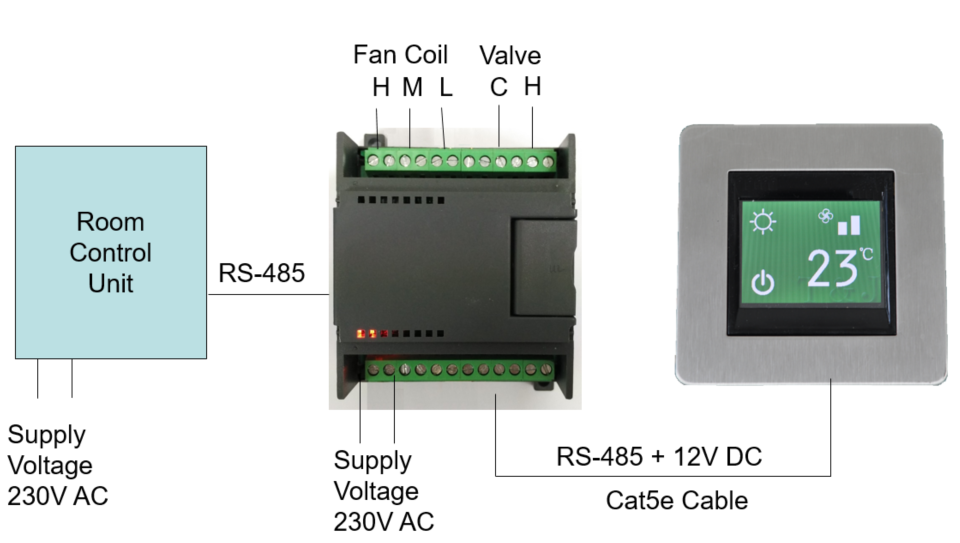 Fan Coil Valve
H M L C H
Room
Control
Unit
RS-485
23°C
Supply
Voltage
230V AC
Supply
Voltage
230V AC
RS-485 + 12V DC
Cat5e Cable